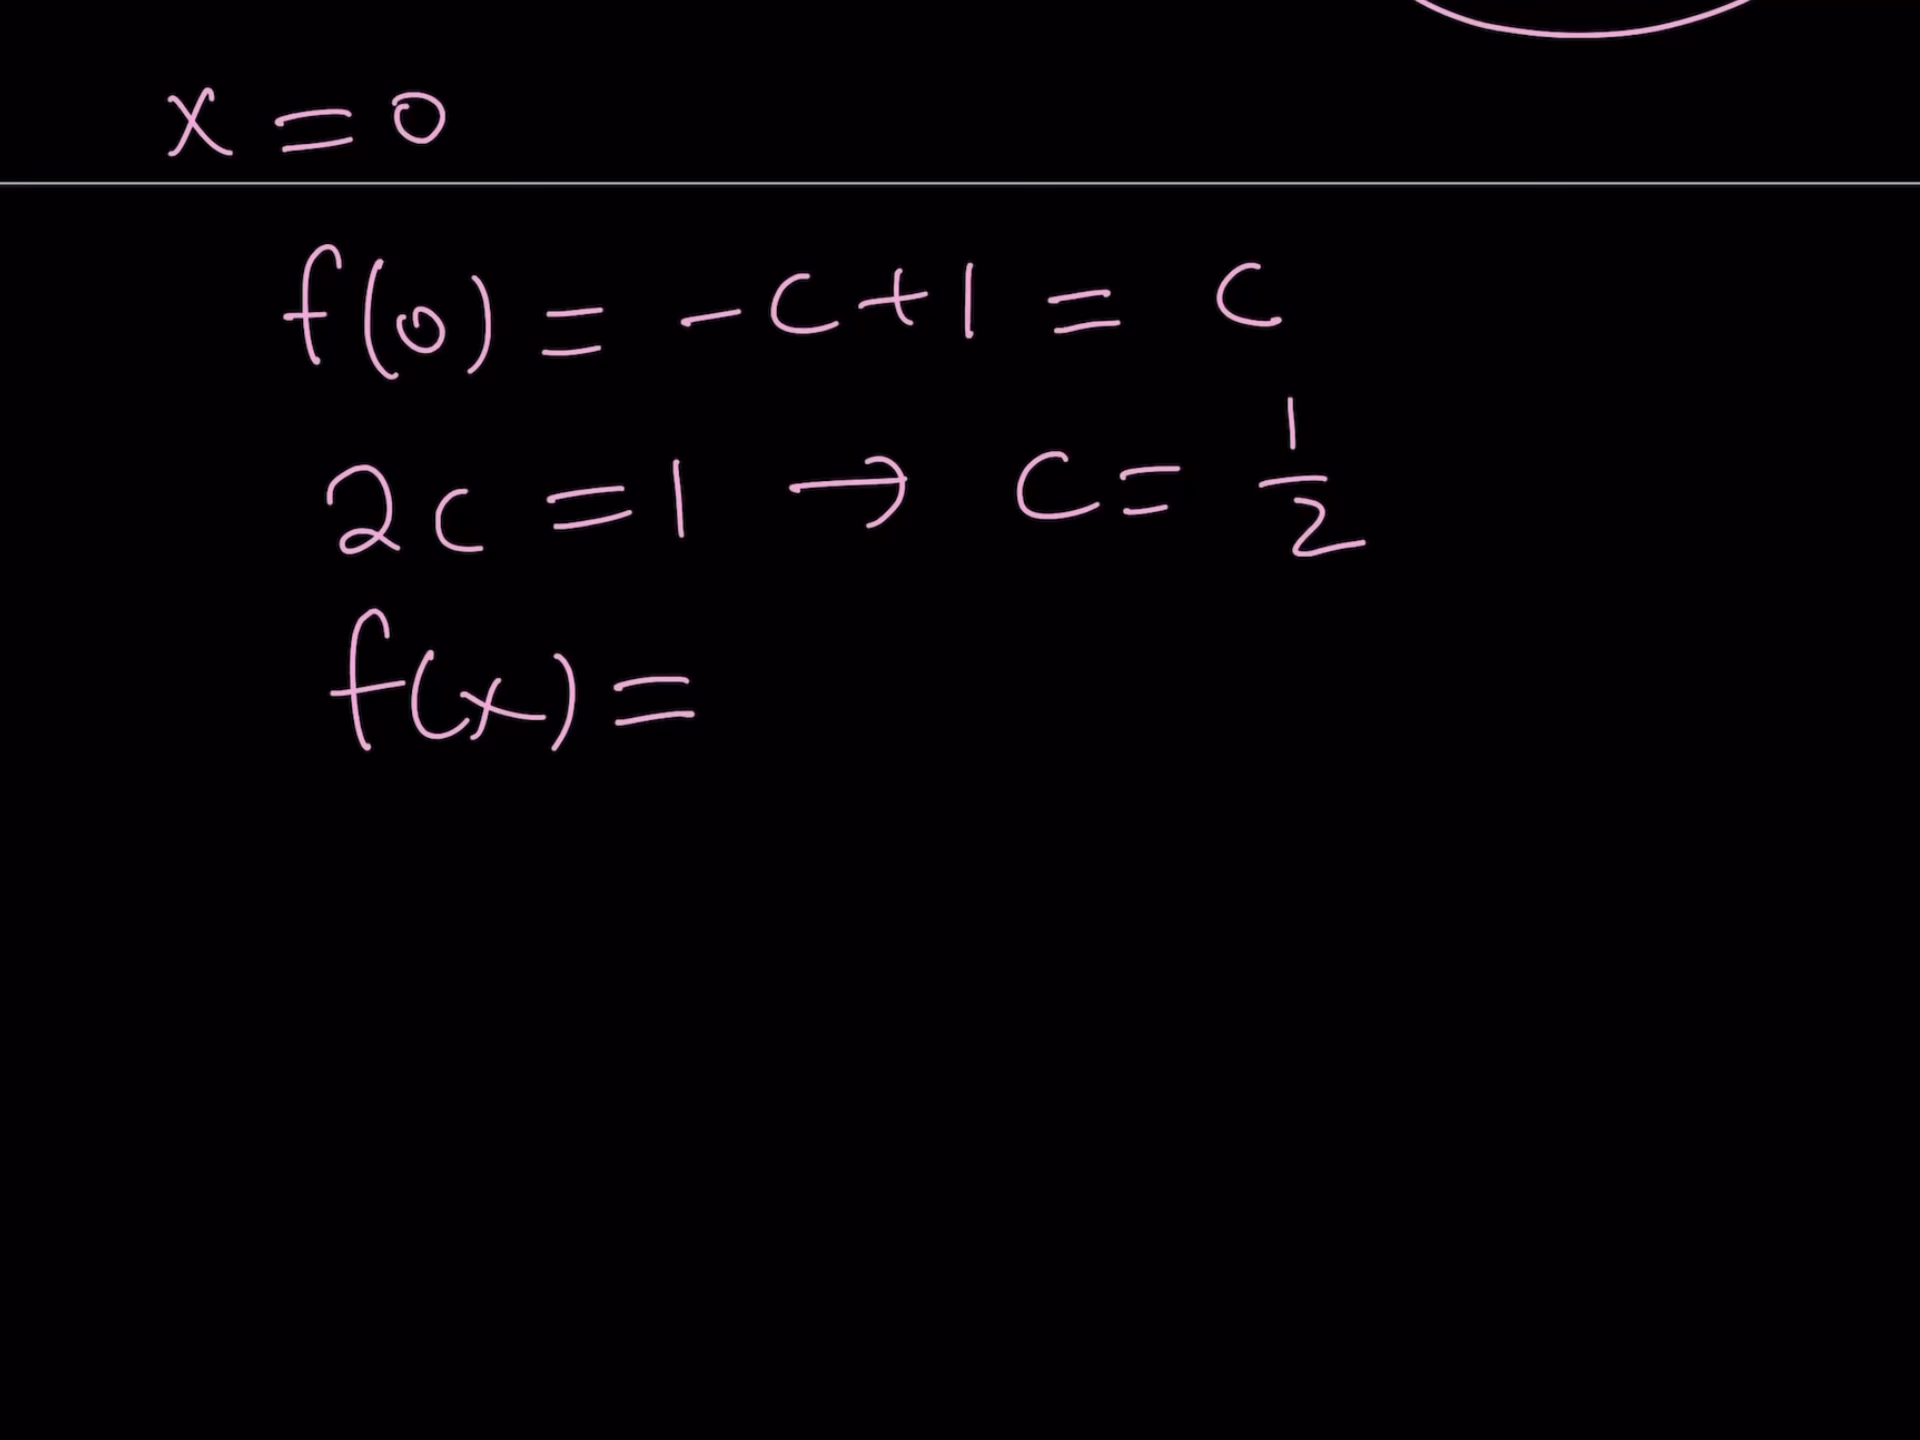 x = 0
f(0) = -c + 1 = c
2c = 1 → c = 1/2
f(x) =